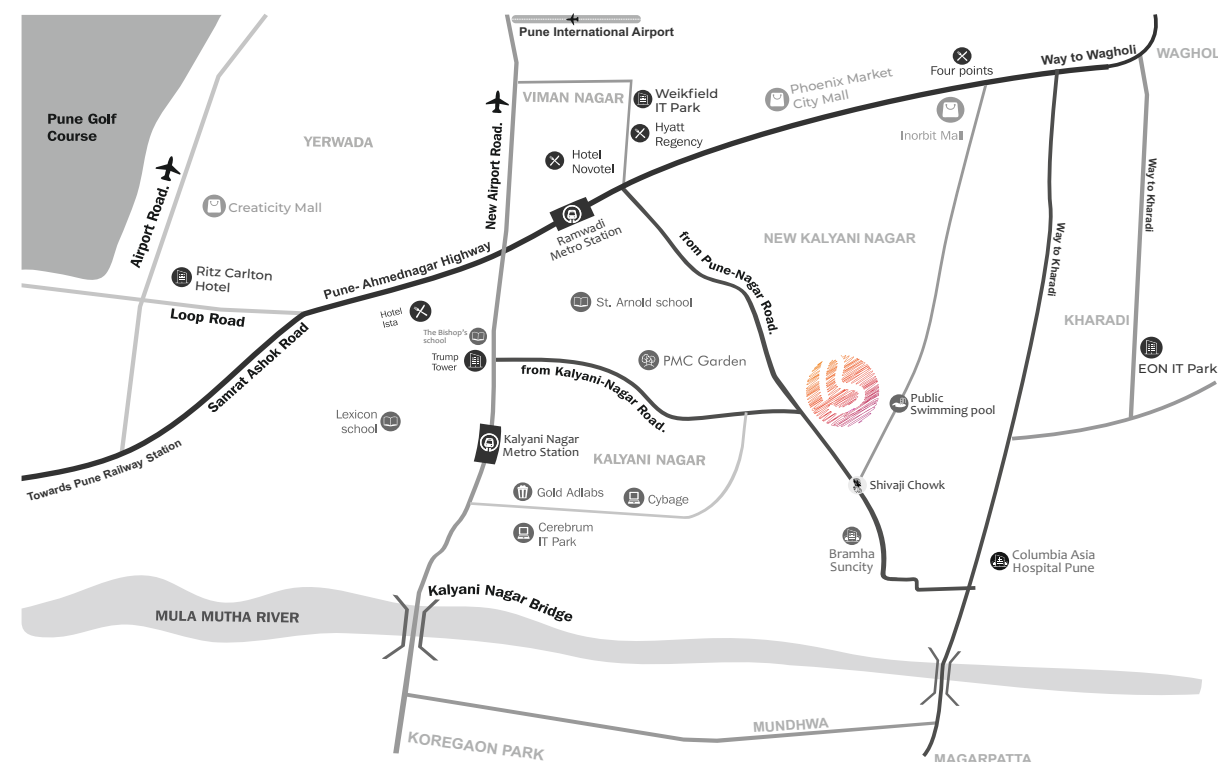 Pune International Airport
Way to Wagholi
WAGHOL
Four points
Phoenix Market
City Mall
Inorbit Mall
VIMAN NAGAR
Weikfield
IT Park
Hyatt
Regency
Hotel
Novotel
New Airport Road.
Pune Golf
Course
YERWADA
Airport Road.
Creaticity Mall
Ritz Carlton
Hotel
Loop Road
Pune- Ahmednagar Highway
Ramwadi
Metro Station
from Pune-Nagar Road.
NEW KALYANI NAGAR
Way to Kharadi
Way to Kharadi
KHARADI
EON IT Park
Samrat Ashok Road
Towards Pune Railway Station
Hotel
Ista
The Bishop's
school
Trump
Tower
St. Arnold school
PMC Garden
from Kalyani-Nagar Road.
Public
Swimming pool
Lexicon
school
Kalyani Nagar
Metro Station
KALYANI NAGAR
Gold Adlabs
Cybage
Cerebrum
IT Park
Shivaji Chowk
Bramha
Suncity
Columbia Asia
Hospital Pune
Kalyani Nagar Bridge
MULA MUTHA RIVER
KOREGAON PARK
MUNDHWA
MAGARPATTA